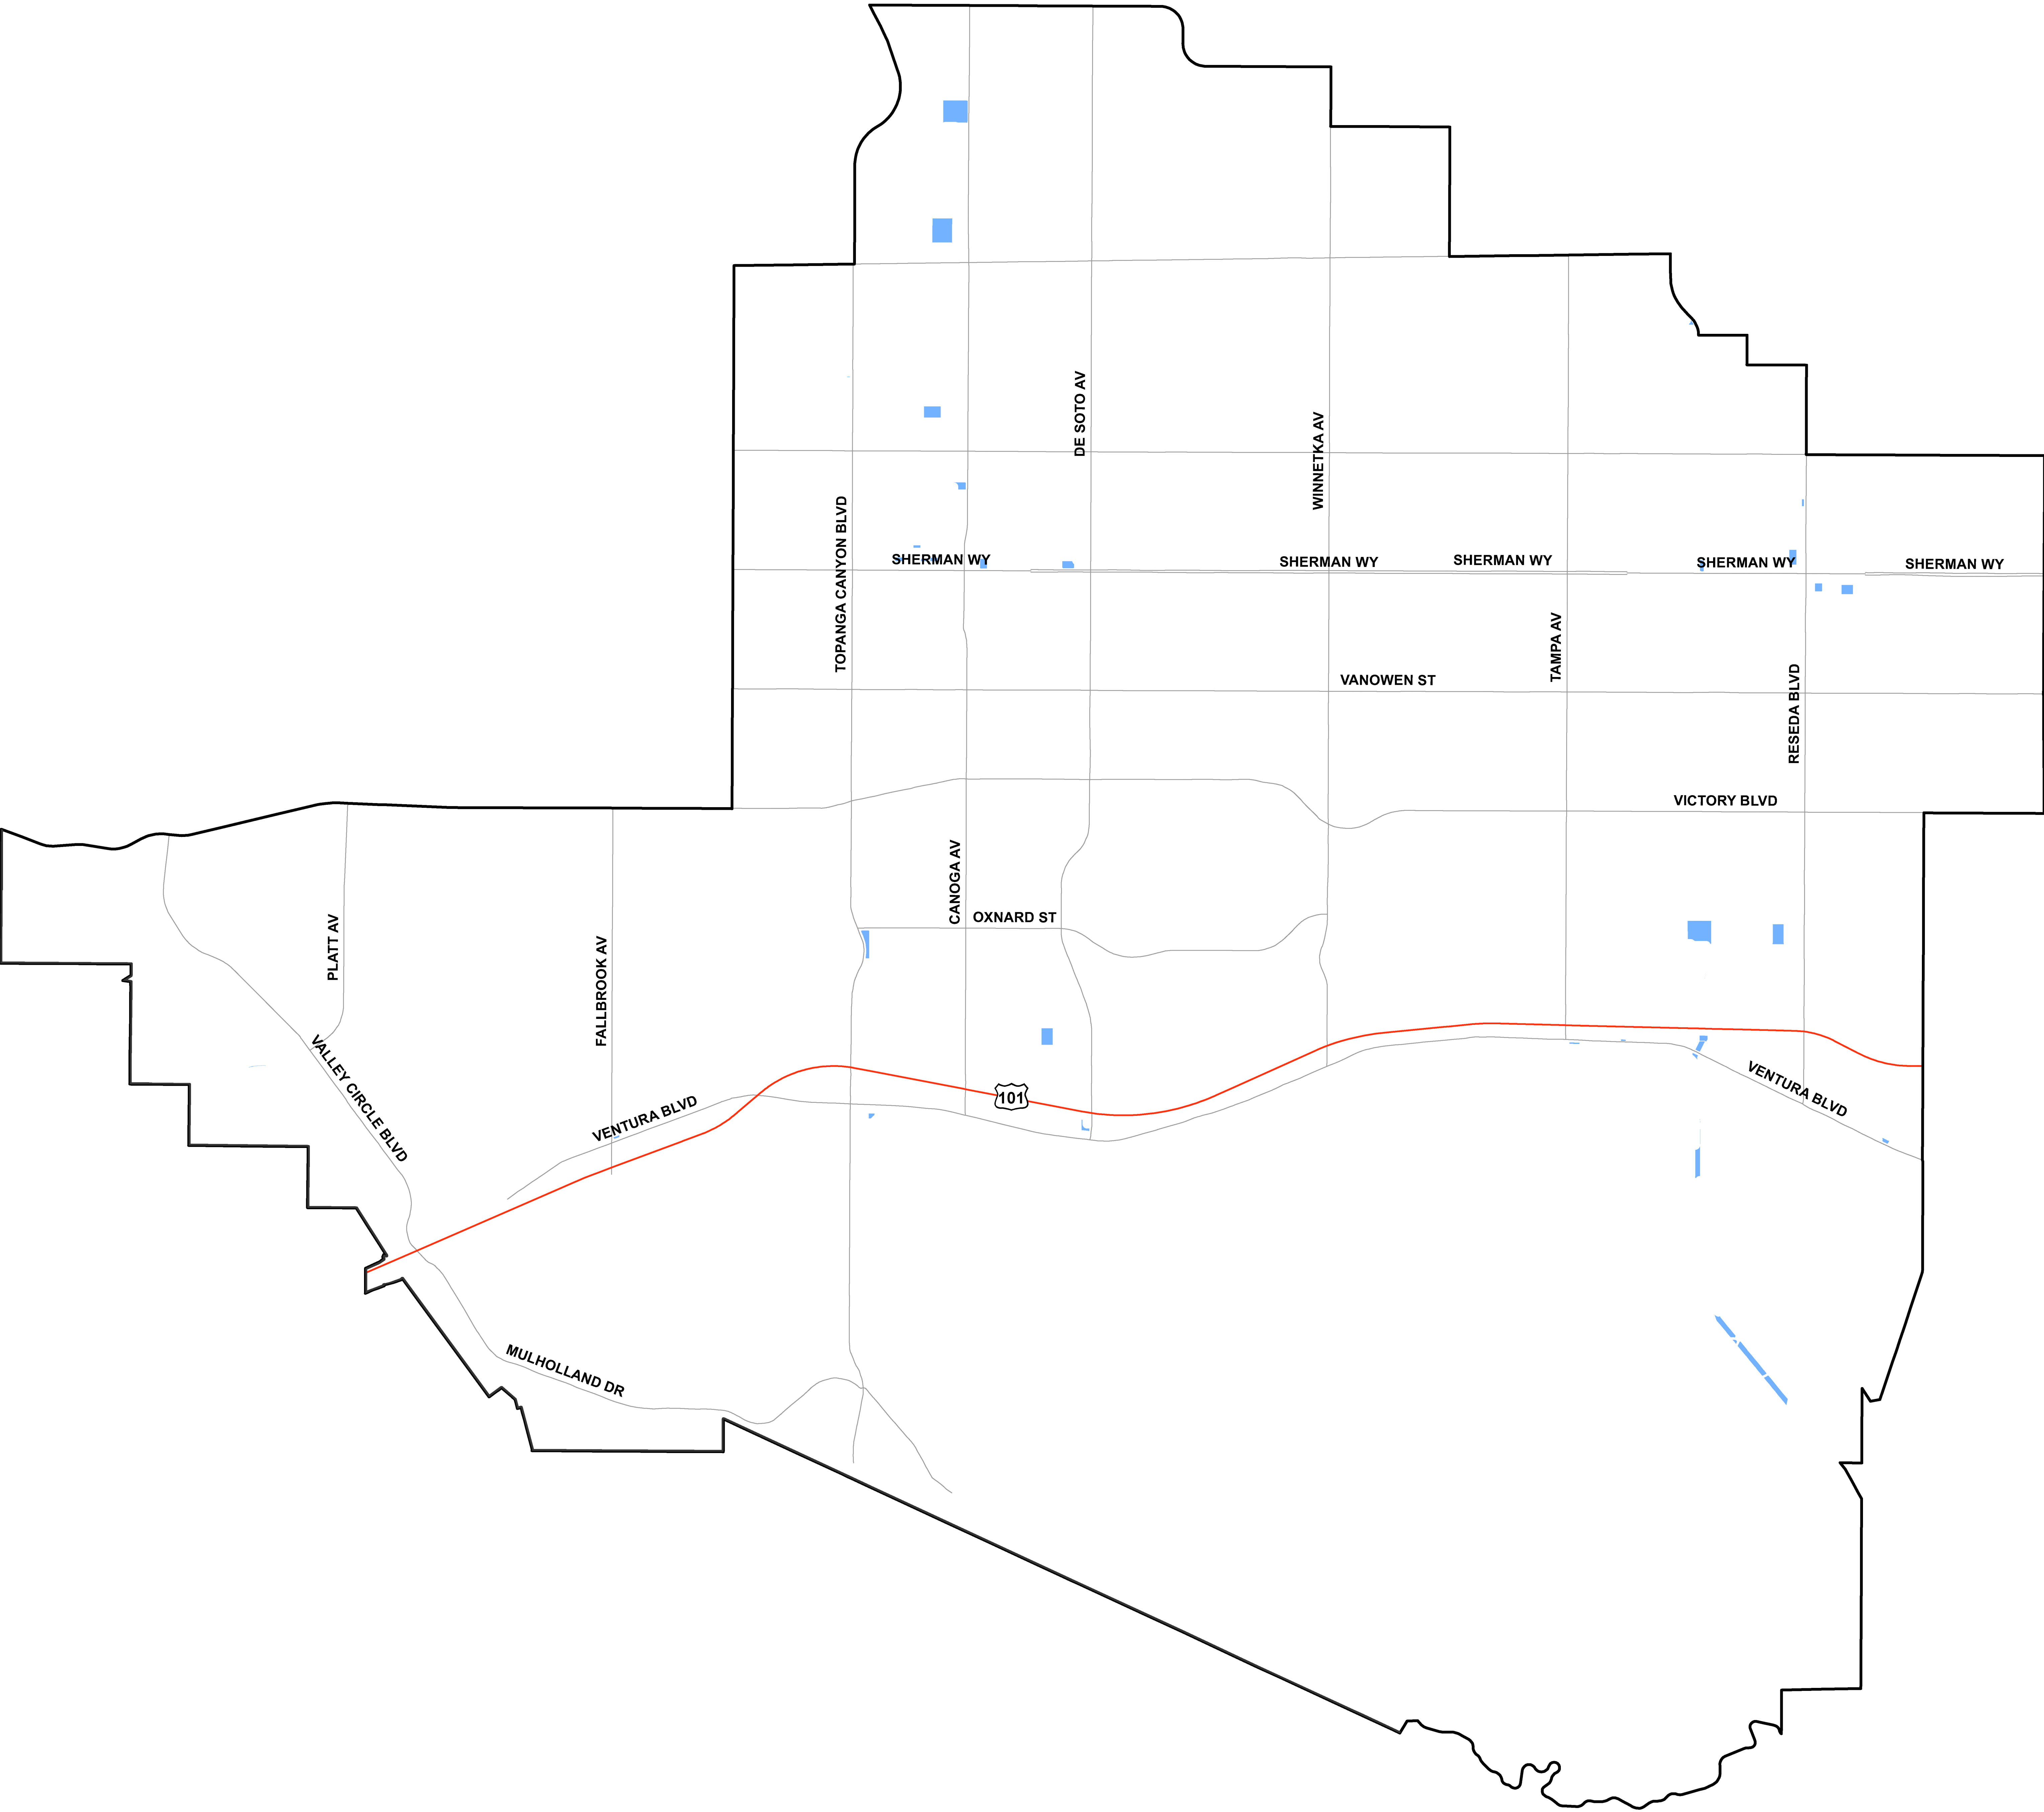 DE SOTO AV
WINNETKA AV
TOPANGA CANYON BLVD
SHERMAN WY
SHERMAN WY
SHERMAN WY
SHERMAN WY
SHERMAN WY
TAMPA AV
VANOWEN ST
RESEDA BLVD
VICTORY BLVD
CANOGA AV
OXNARD ST
PLATT AV
FALLBROOK AV
VALLEY CIRCLE BLVD
VENTURA BLVD
101
VENTURA BLVD
MULHOLLAND DR